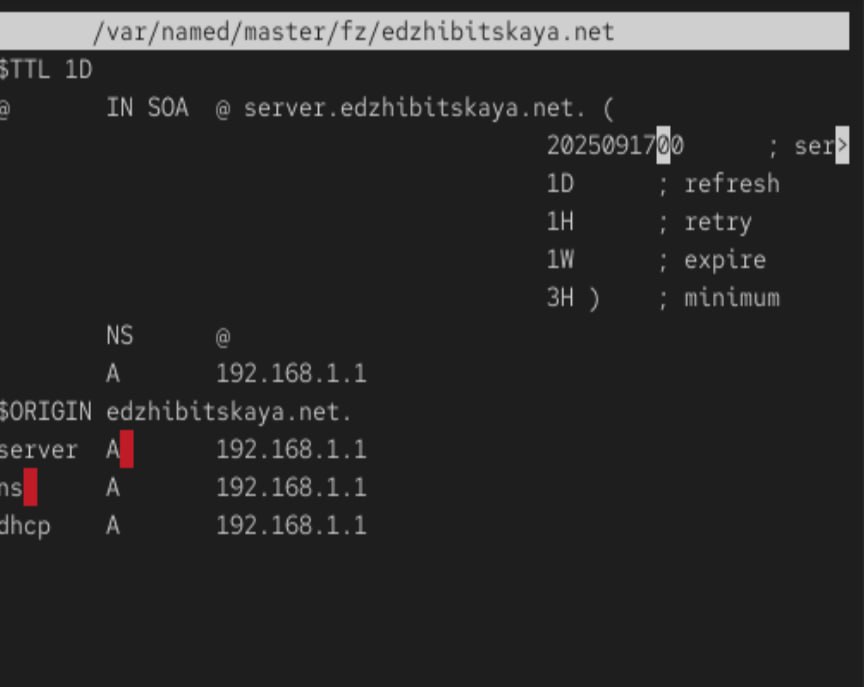 /var/named/master/fz/edzhibitskaya.net
$TTL 1D
@ IN SOA @ server.edzhibitskaya.net. (
2025091700 ; ser>
1D ; refresh
1H ; retry
1W ; expire
3H ) ; minimum
NS @
A 192.168.1.1
$ORIGIN edzhibitskaya.net.
server A 192.168.1.1
ns A 192.168.1.1
dhcp A 192.168.1.1